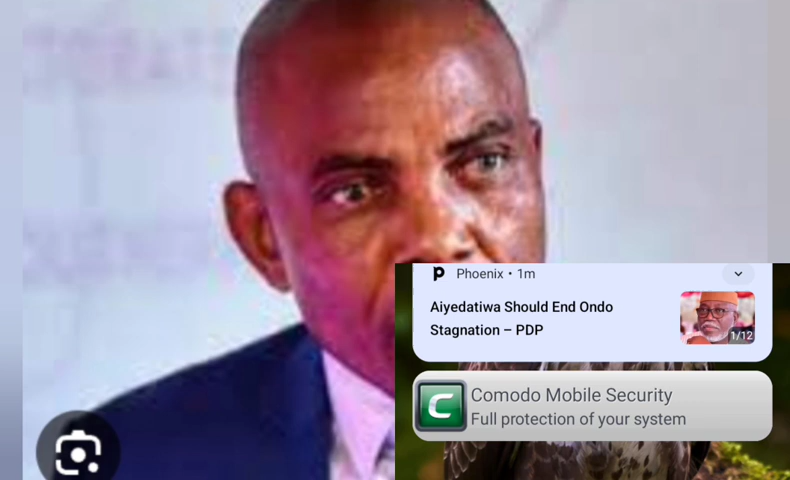 Phoenix • 1m
Aiyedatiwa Should End Ondo
Stagnation – PDP
1/12
Comodo Mobile Security
Full protection of your system